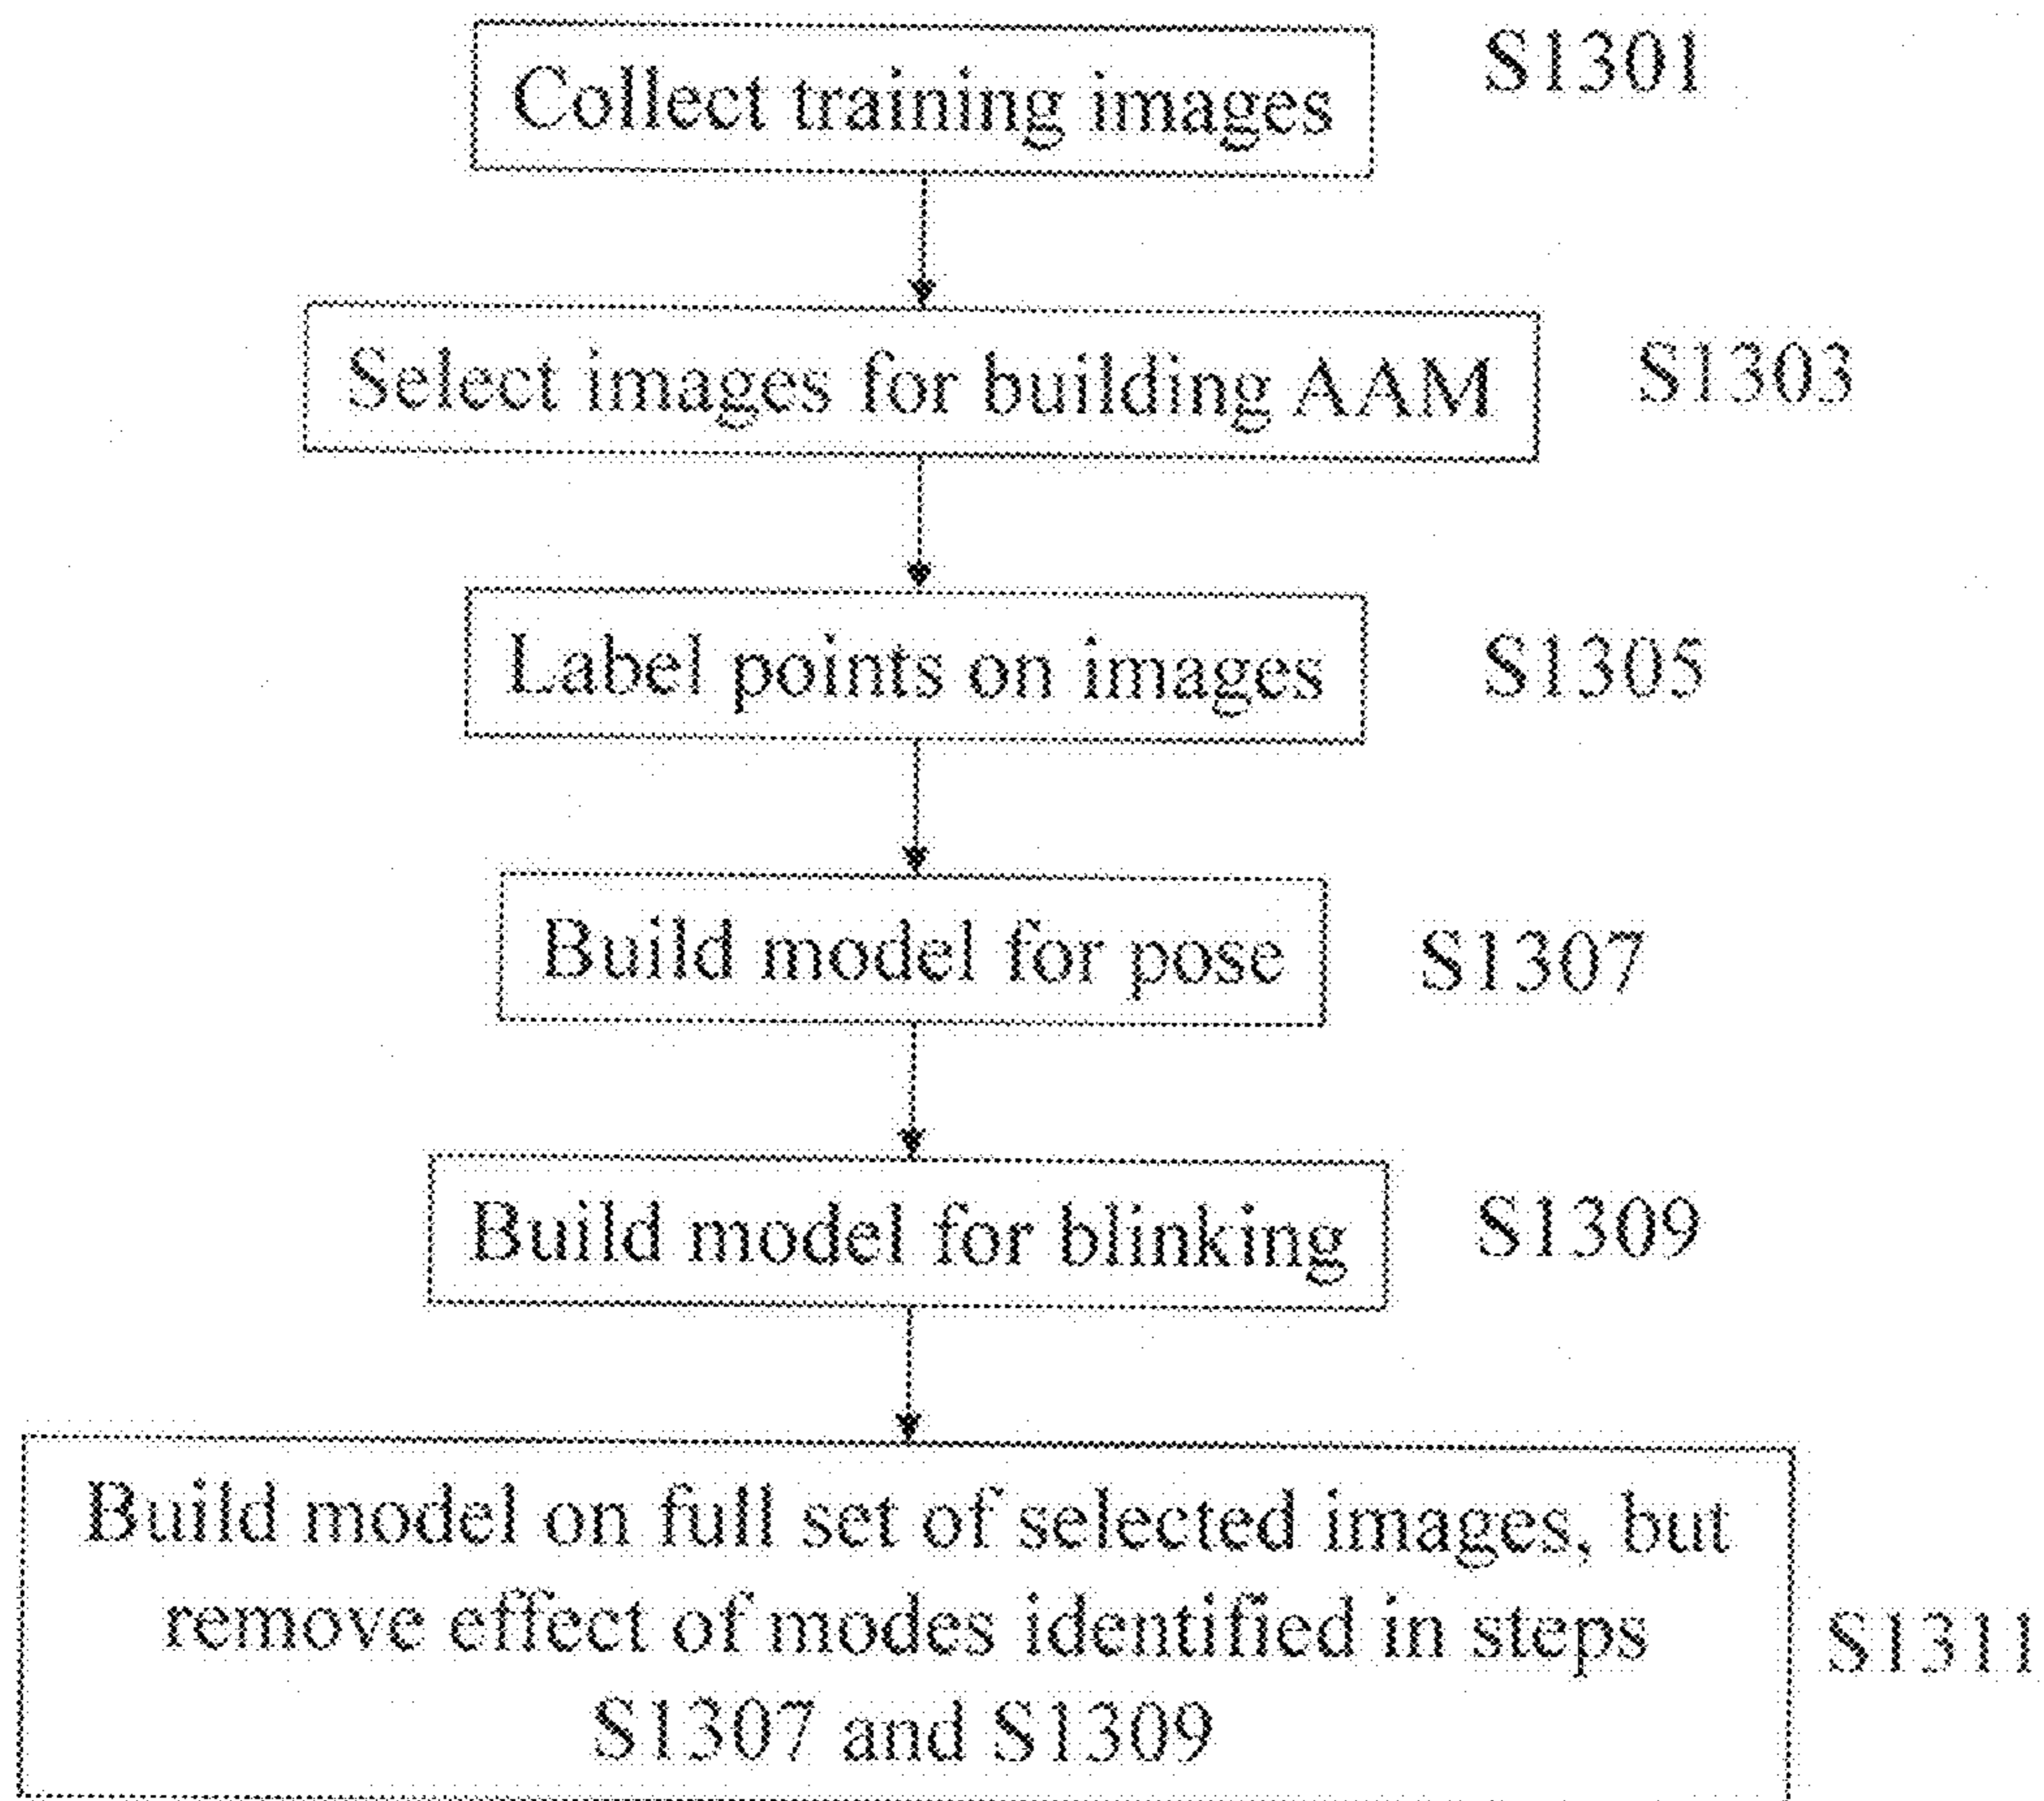 Collect training images
S1301
Select images for building AAM
S1303
Label points on images
S1305
Build model for pose
S1307
Build model for blinking
S1309
Build model on full set of selected images, but
remove effect of modes identified in steps
S1307 and S1309
S1311